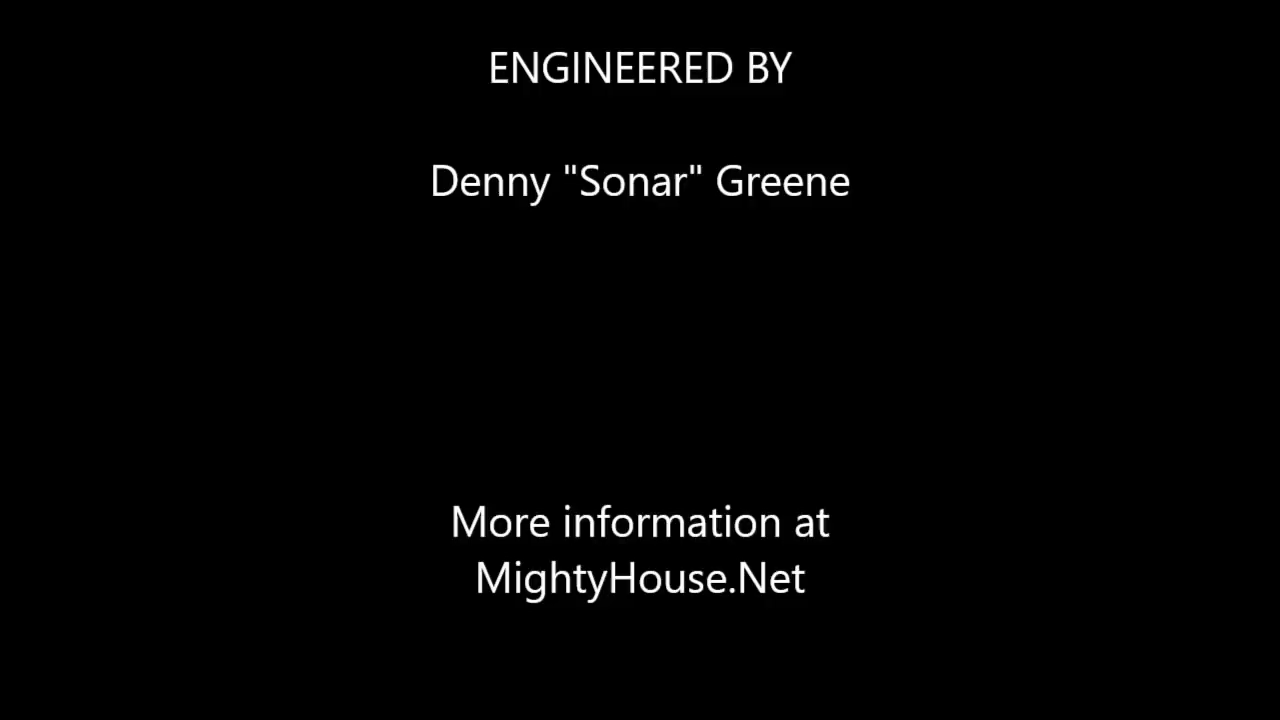 ENGINEERED BY
Denny "Sonar" Greene
More information at
MightyHouse.Net